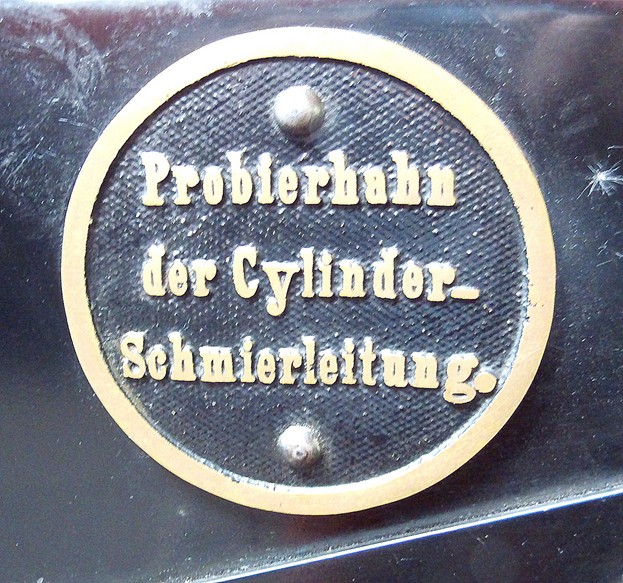 Probierhahn
der Cylinder-
Schmierleitung.